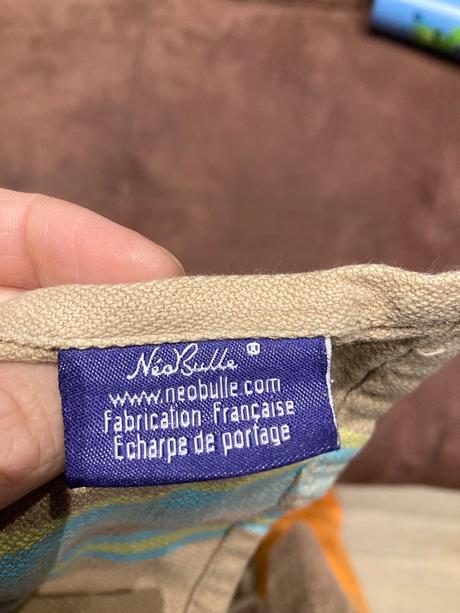 NéoBulle
www.neobulle.com
Fabrication Française
Écharpe de portage